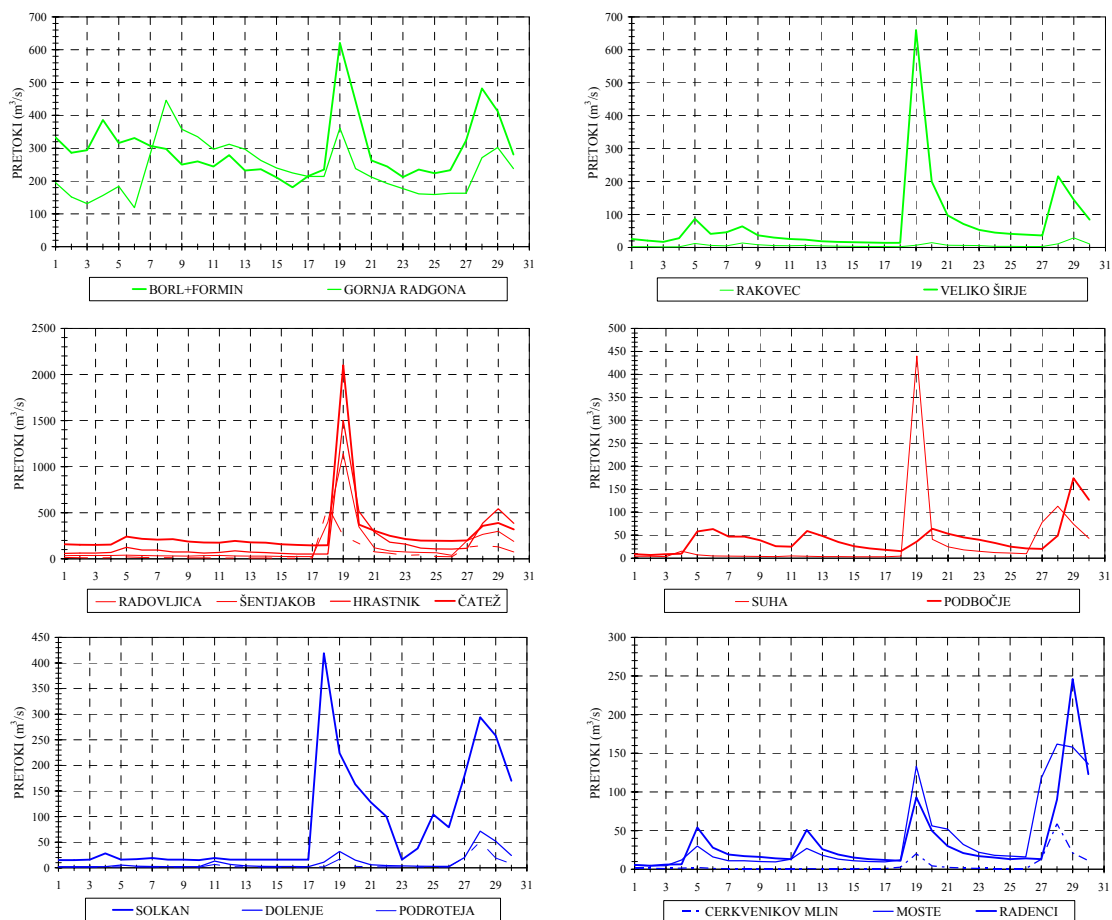 PRETOKI (m³/s)
700
600
500
400
300
200
100
0
1 3 5 7 9 11 13 15 17 19 21 23 25 27 29 31
BORL+FORMIN GORNJA RADGONA
PRETOKI (m³/s)
700
600
500
400
300
200
100
0
1 3 5 7 9 11 13 15 17 19 21 23 25 27 29 31
RAKOVEC VELIKO ŠIRJE
PRETOKI (m³/s)
2500
2000
1500
1000
500
0
1 3 5 7 9 11 13 15 17 19 21 23 25 27 29 31
RADOVLJICA ŠENTJAKOB HRASTNIK ČATEŽ
PRETOKI (m³/s)
500
450
400
350
300
250
200
150
100
50
0
1 3 5 7 9 11 13 15 17 19 21 23 25 27 29 31
SUHA PODBOČJE
PRETOKI (m³/s)
450
400
350
300
250
200
150
100
50
0
1 3 5 7 9 11 13 15 17 19 21 23 25 27 29 31
SOLKAN DOLENJE PODROTEJA
PRETOKI (m³/s)
300
250
200
150
100
50
0
1 3 5 7 9 11 13 15 17 19 21 23 25 27 29 31
CERKVENIKOV MLIN MOSTE RADENCI